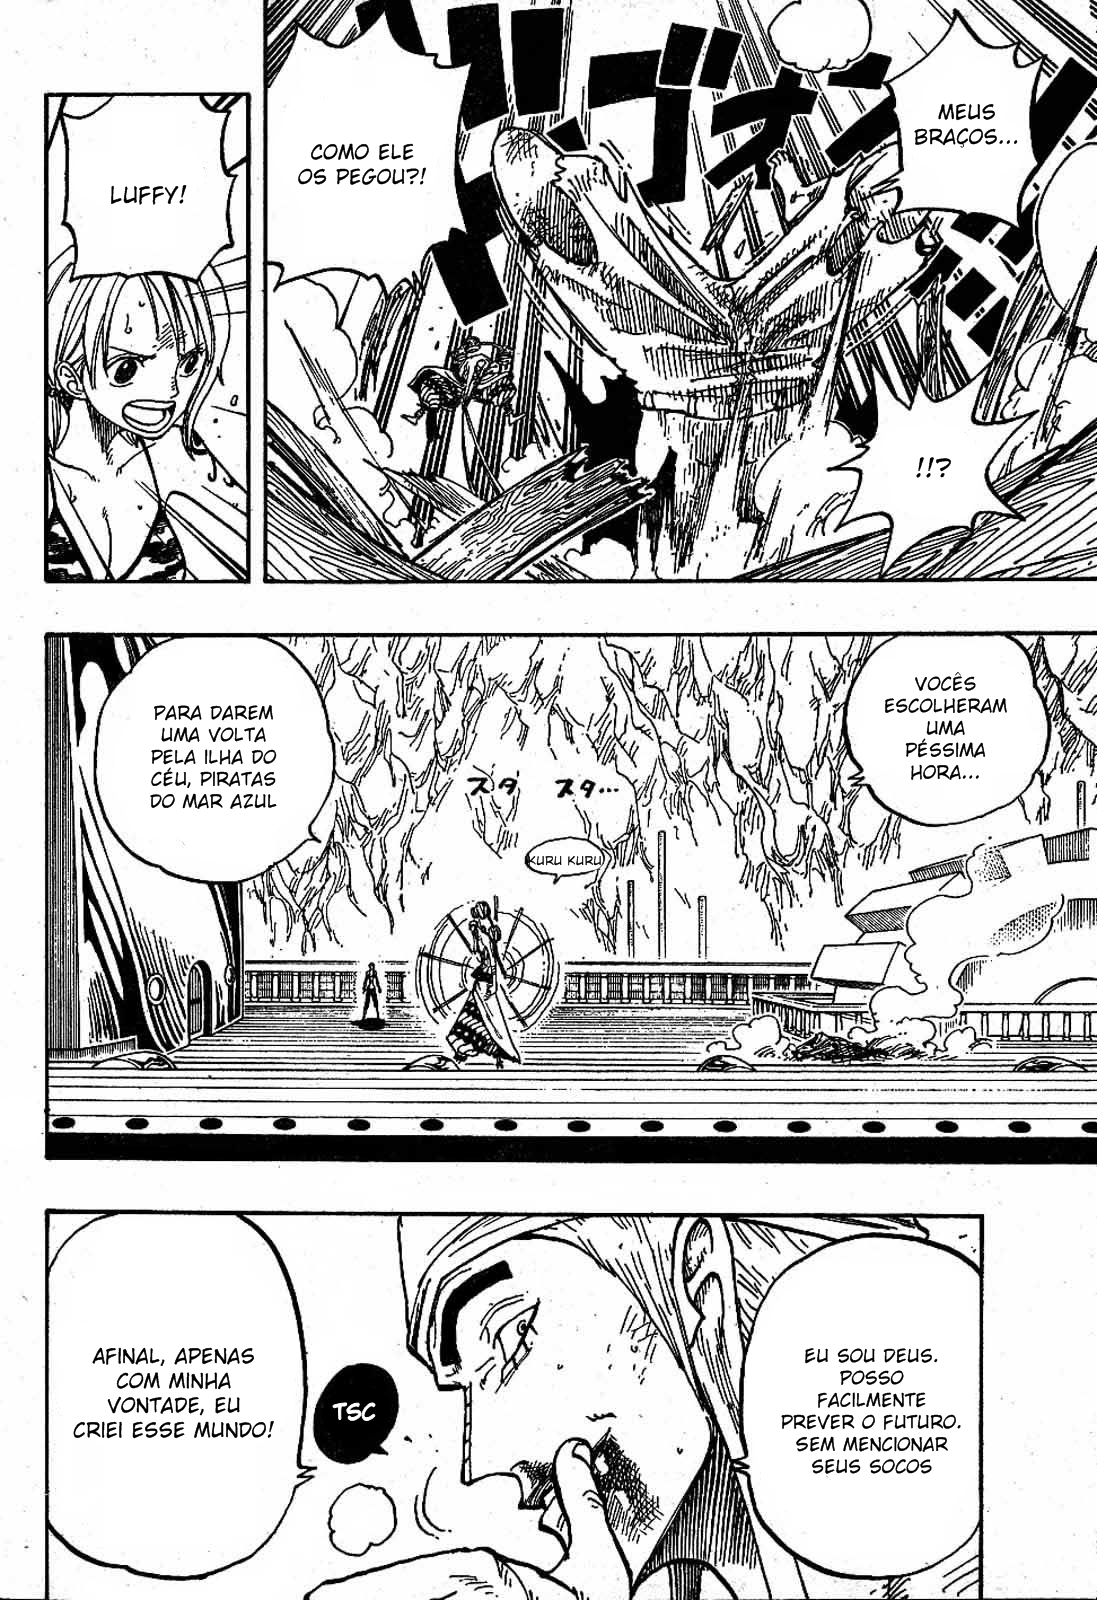 MEUS
BRAÇOS...
COMO ELE
OS PEGOU?!
!!?
LUFFY!
VOCÊS
ESCOLHERAM
UMA
PÉSSIMA
HORA...
PARA DAREM
UMA VOLTA
PELA ILHA DO
CÉU, PIRATAS
DO MAR AZUL
スタ スタ...
KURU KURU
EU SOU DEUS.
POSSO
FACILMENTE
PREVER O FUTURO.
SEM MENCIONAR
SEUS SOCOS
TSC
AFINAL, APENAS
COM MINHA
VONTADE, EU
CRIEI ESSE MUNDO!